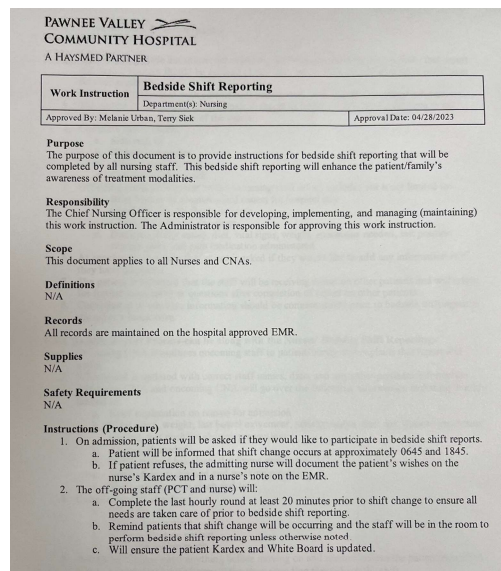 PAWNEE VALLEY
COMMUNITY HOSPITAL
A HAYSMED PARTNER
Work Instruction
Bedside Shift Reporting
Department(s): Nursing
Approved By: Melanie Urban, Terry Siek
Approval Date: 04/28/2023
Purpose
The purpose of this document is to provide instructions for bedside shift reporting that will be
completed by all nursing staff. This bedside shift reporting will enhance the patient/family's
awareness of treatment modalities.
Responsibility
The Chief Nursing Officer is responsible for developing, implementing, and managing (maintaining)
this work instruction. The Administrator is responsible for approving this work instruction.
Scope
This document applies to all Nurses and CNAs.
Definitions
N/A
Records
All records are maintained on the hospital approved EMR.
Supplies
N/A
Safety Requirements
N/A
Instructions (Procedure)
1. On admission, patients will be asked if they would like to participate in bedside shift reports.
a. Patient will be informed that shift change occurs at approximately 0645 and 1845.
b. If patient refuses, the admitting nurse will document the patient's wishes on the
nurse's Kardex and in a nurse's note on the EMR.
2. The off-going staff (PCT and nurse) will:
a. Complete the last hourly round at least 20 minutes prior to shift change to ensure all
needs are taken care of prior to bedside shift reporting.
b. Remind patients that shift change will be occurring and the staff will be in the room to
perform bedside shift reporting unless otherwise noted.
c. Will ensure the patient Kardex and White Board is updated.